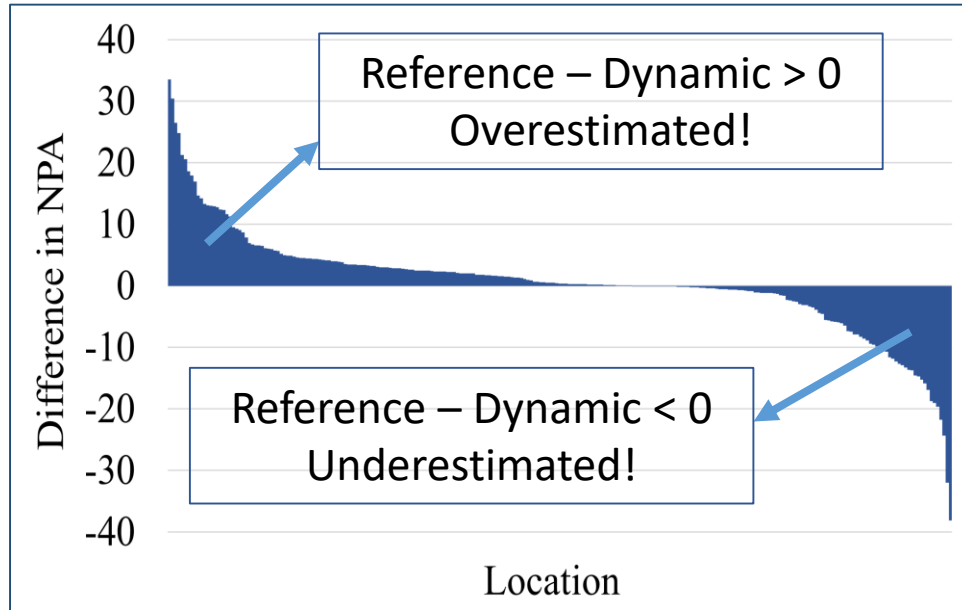 40
30
20
10
0
-10
-20
-30
-40
Difference in NPA
Reference – Dynamic > 0
Overestimated!
Reference – Dynamic < 0
Underestimated!
Location